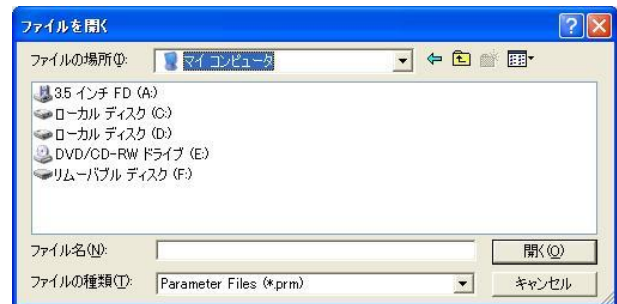 ファイルを開く
ファイルの場所(I): マイ コンピュータ
3.5 インチ FD (A:)
ローカル ディスク (C:)
ローカル ディスク (D:)
DVD/CD-RW ドライブ (E:)
リムーバブル ディスク (F:)
ファイル名(N): 開く(O)
ファイルの種類(T): Parameter Files (*.prm) キャンセル